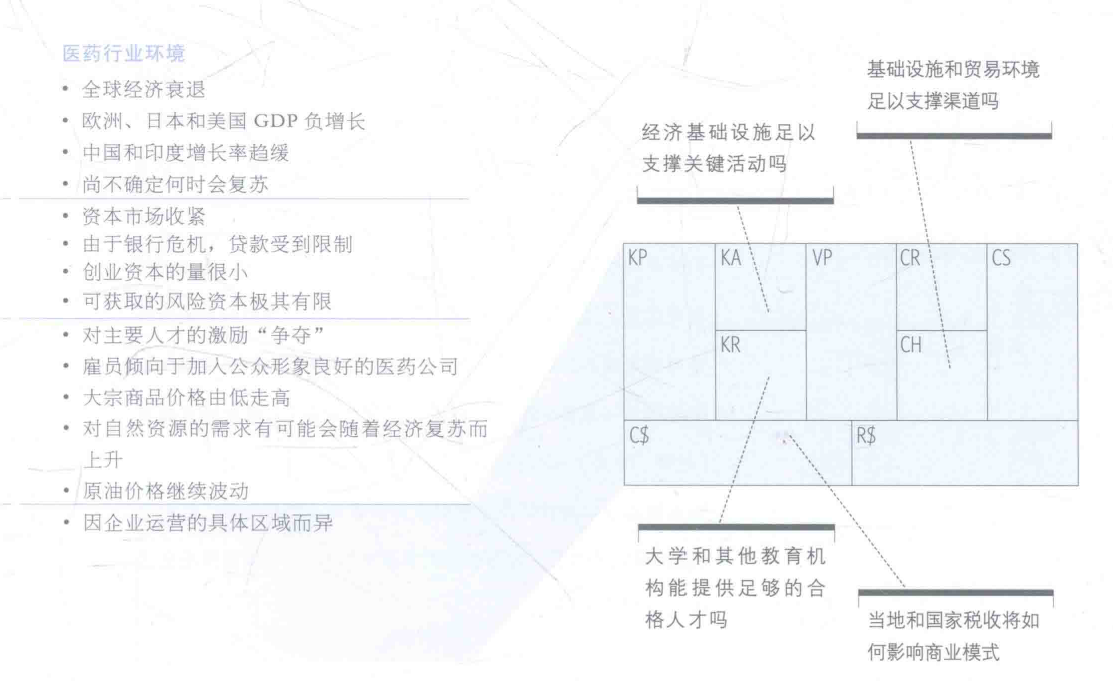 医药行业环境
• 全球经济衰退
• 欧洲、日本和美国 GDP 负增长
• 中国和印度增长率趋缓
• 尚不确定何时会复苏
• 资本市场收紧
• 由于银行危机，贷款受到限制
• 创业资本的量很小
• 可获取的风险资本极其有限
• 对主要人才的激励“争夺”
• 雇员倾向于加入公众形象良好的医药公司
• 大宗商品价格由低走高
• 对自然资源的需求有可能会随着经济复苏而
上升
• 原油价格继续波动
• 因企业运营的具体区域而异
基础设施和贸易环境
足以支撑渠道吗
经济基础设施足以
支撑关键活动吗
KP
KA
VP
CR
CS
KR
CH
C$
R$
大学和其他教育机
构能提供足够的合
格人才吗
当地和国家税收将如
何影响商业模式